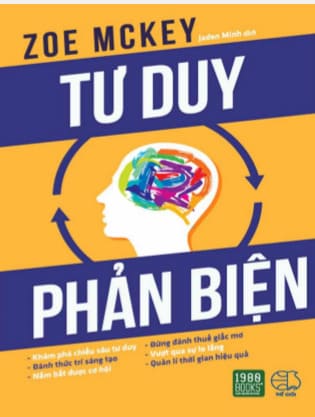 ZOE MCKEY
Jaden Minh dịch
TƯ DUY
PHẢN BIỆN
• Khám phá chiều sâu tư duy
• Đánh thức trí sáng tạo
• Nắm bắt được cơ hội
• Đừng đánh thuế giấc mơ
• Vượt qua sự lo lắng
• Quản lí thời gian hiệu quả
1980
BOOKS
THẾ GIỚI